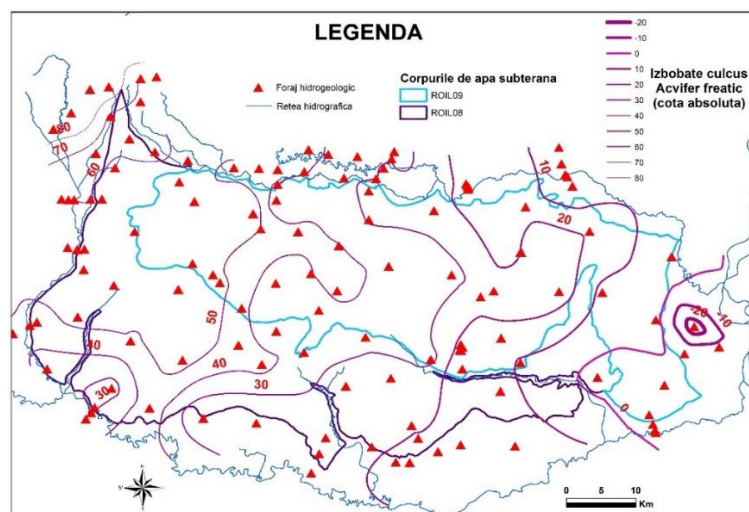 LEGENDA
Foraj hidrogeologic
Retea hidrografica
Corpurile de apa subterana
ROIL09
ROIL08
-20
-10
0
10
20
30
40
50
60
70
80
Izbobate culcus
Acvifer freatic
(cota absoluta)
80
70
60
10
20
50
40
40
30
30
-20
-10
0
0 5 10
Km